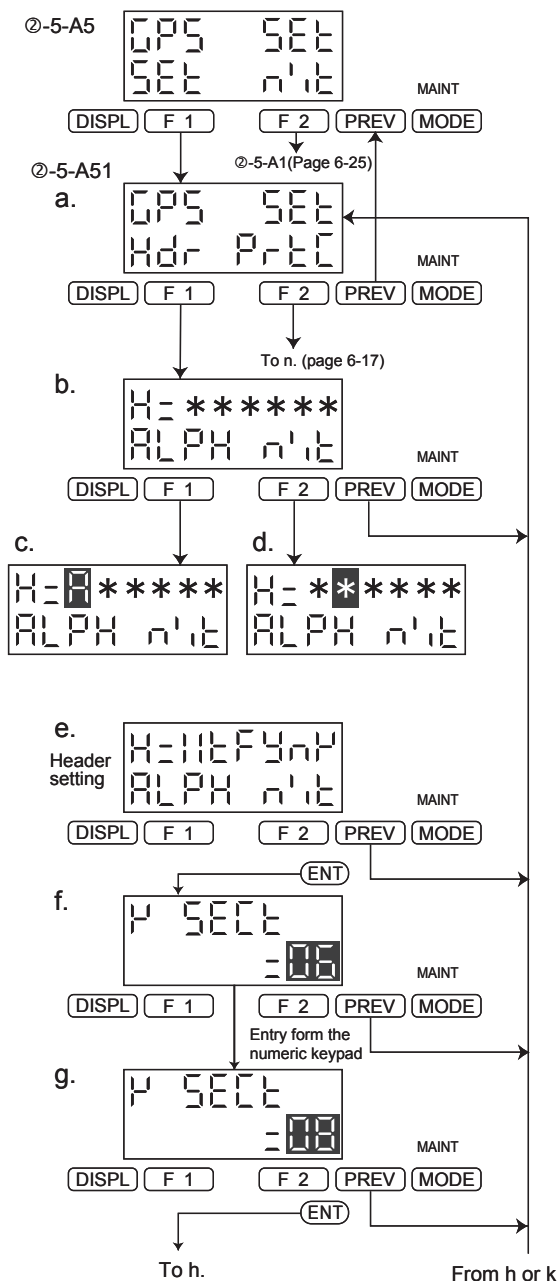 ②-5-A5
GPS SEt
SEt n'it
MAINT
DISPL F 1 F 2 PREV MODE
②-5-A1(Page 6-25)
②-5-A51
a.
GPS SEt
Hdr PrtC
MAINT
DISPL F 1 F 2 PREV MODE
To n. (page 6-17)
b.
H=******
ALPH n'it
MAINT
DISPL F 1 F 2 PREV MODE
c.
H=A*****
ALPH n'it
d.
H=******
ALPH n'it
e.
Header
setting
ALPH n'it
MAINT
DISPL F 1 F 2 PREV MODE
ENT
f.
SECt
=06
MAINT
DISPL F 1 F 2 PREV MODE
Entry form the
numeric keypad
g.
SECt
=08
MAINT
DISPL F 1 F 2 PREV MODE
ENT
To h.
From h or k